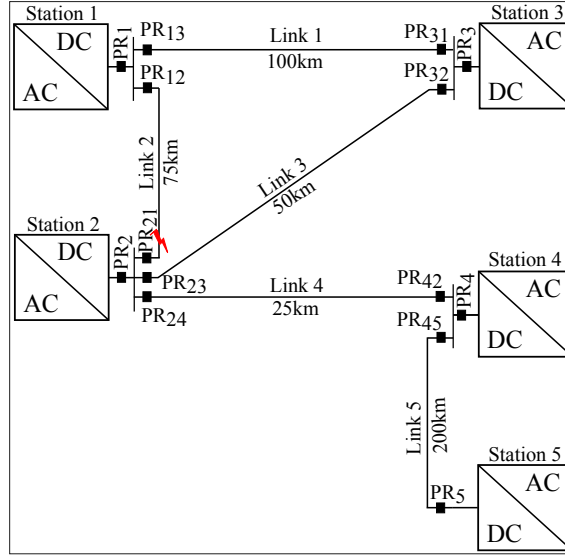 Station 1
DC
AC
PR1
PR13
PR12
Link 1
100km
PR31
PR32
PR3
Station 3
AC
DC
Link 2
75km
Link 3
50km
Station 2
DC
AC
PR2
PR21
PR23
PR24
Link 4
25km
PR42
PR45
PR4
Station 4
AC
DC
Link 5
200km
PR5
Station 5
AC
DC